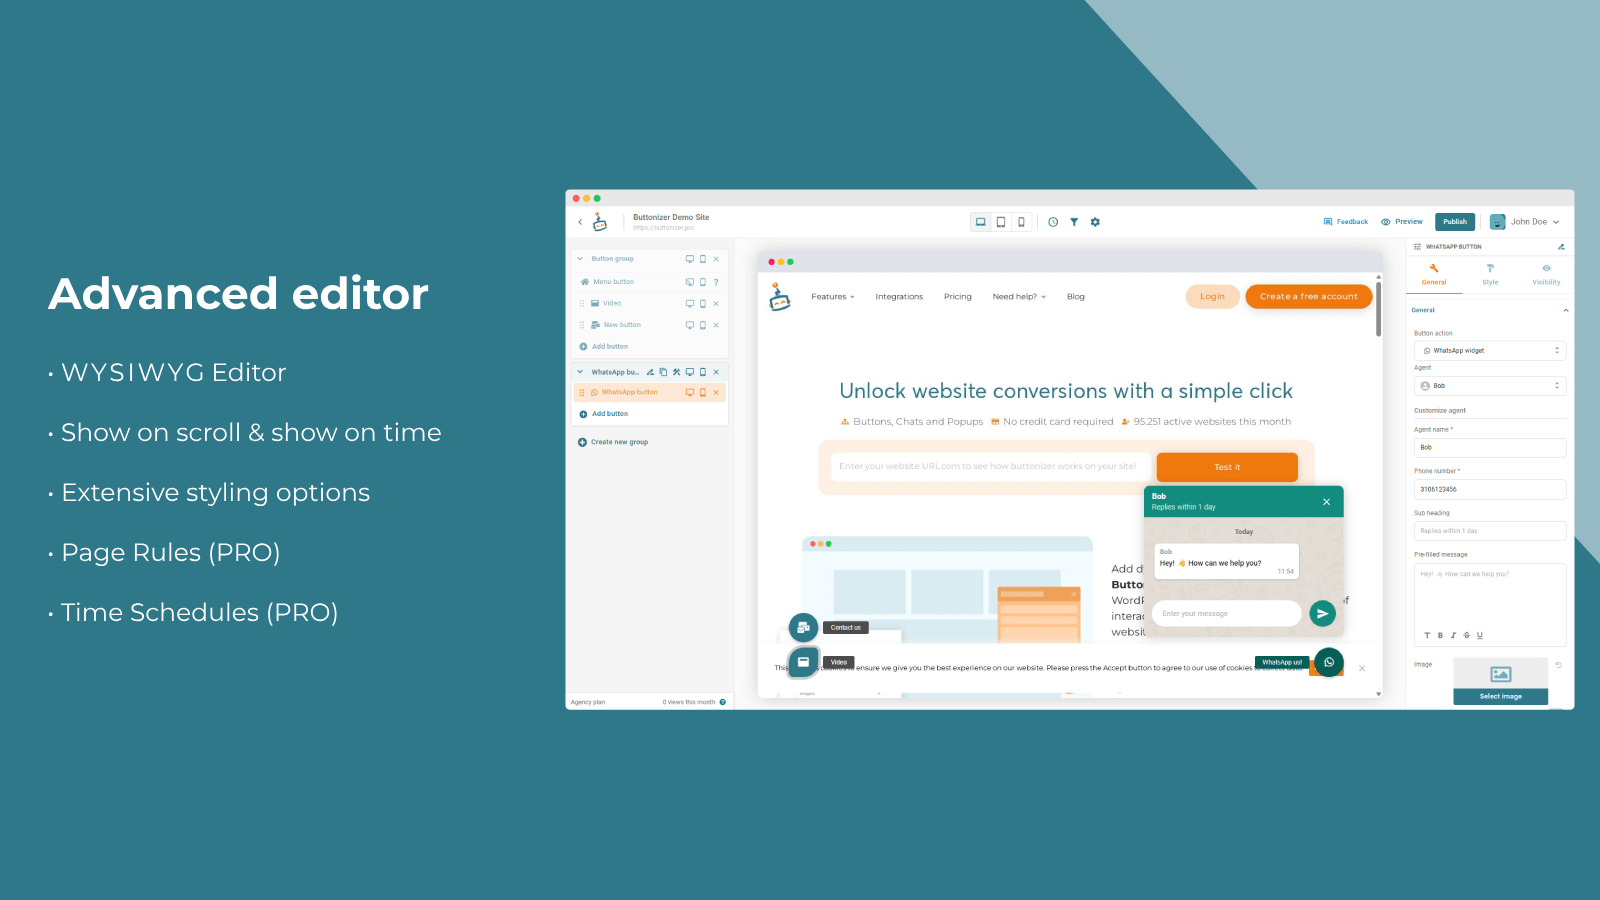 Advanced editor
• WYSIWYG Editor
• Show on scroll & show on time
• Extensive styling options
• Page Rules (PRO)
• Time Schedules (PRO)
Buttonizer Demo Site
https://buttonizer.pro
Feedback
Preview
Publish
John Doe
Button group
Menu button
Video
New button
Add button
WhatsApp bu...
WhatsApp button
Add button
Create new group
Agency plan
0 views this month
Features
Integrations
Pricing
Need help?
Blog
Login
Create a free account
Unlock website conversions with a simple click
Buttons, Chats and Popups
No credit card required
95.251 active websites this month
Enter your website URL.com to see how buttonizer works on your site!
Test it
Bob
Replies within 1 day
Today
Bob
Hey! 👋 How can we help you?
11:54
Enter your message
Add
Contact us
Video
ensure we give you the best experience on our website. Please press the Accept button to agree to our use of cookies
WhatsApp us!
WHATSAPP BUTTON
General
Style
Visibility
General
Button action
WhatsApp widget
Agent
Bob
Customize agent
Agent name *
Bob
Phone number *
3106123456
Sub heading
Replies within 1 day
Pre-filled message
Hey! 👋 How can we help you?
T B I S U
Image
Select image